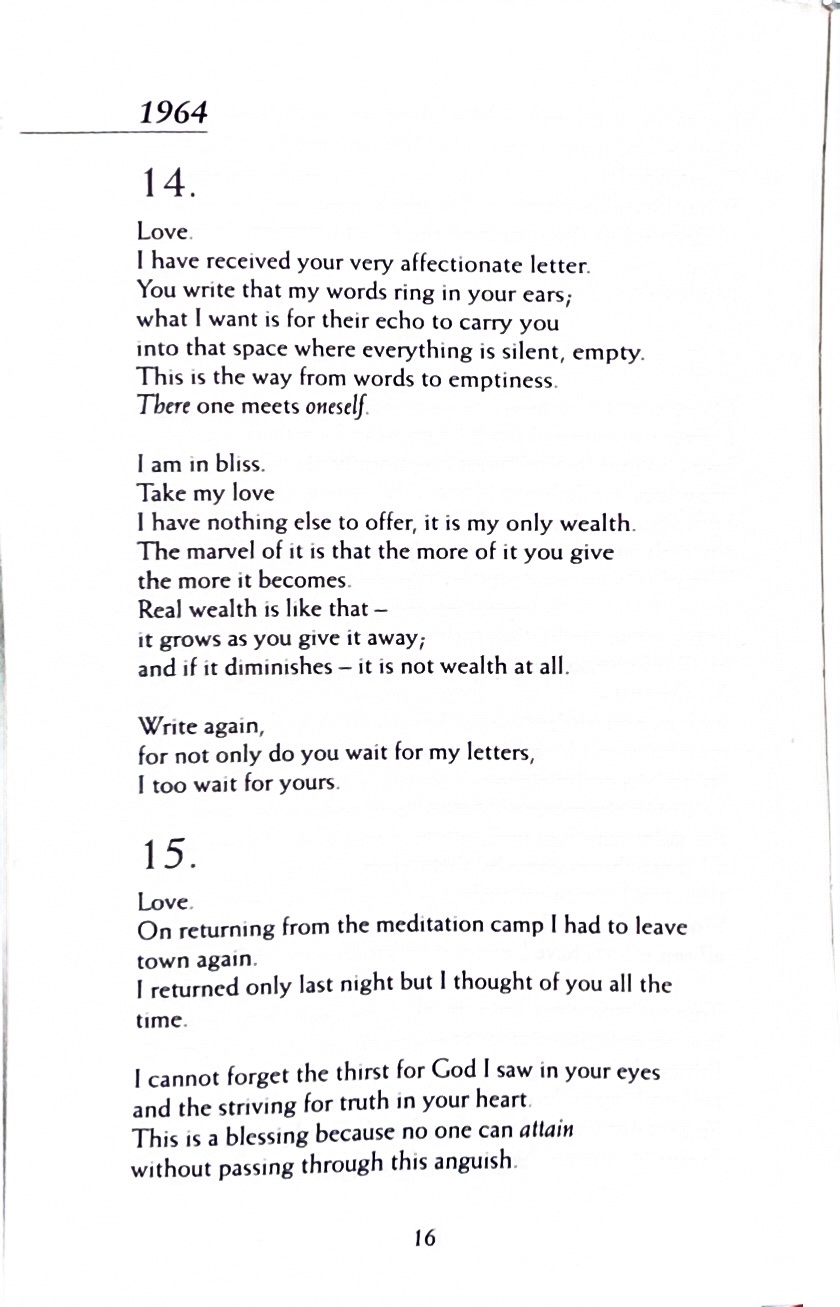 1964
14.
Love.
I have received your very affectionate letter.
You write that my words ring in your ears;
what I want is for their echo to carry you
into that space where everything is silent, empty.
This is the way from words to emptiness.
There one meets oneself.
I am in bliss.
Take my love
I have nothing else to offer, it is my only wealth.
The marvel of it is that the more of it you give
the more it becomes.
Real wealth is like that –
it grows as you give it away;
and if it diminishes – it is not wealth at all.
Write again,
for not only do you wait for my letters,
I too wait for yours.
15.
Love.
On returning from the meditation camp I had to leave
town again.
I returned only last night but I thought of you all the
time.
I cannot forget the thirst for God I saw in your eyes
and the striving for truth in your heart.
This is a blessing because no one can attain
without passing through this anguish.
16